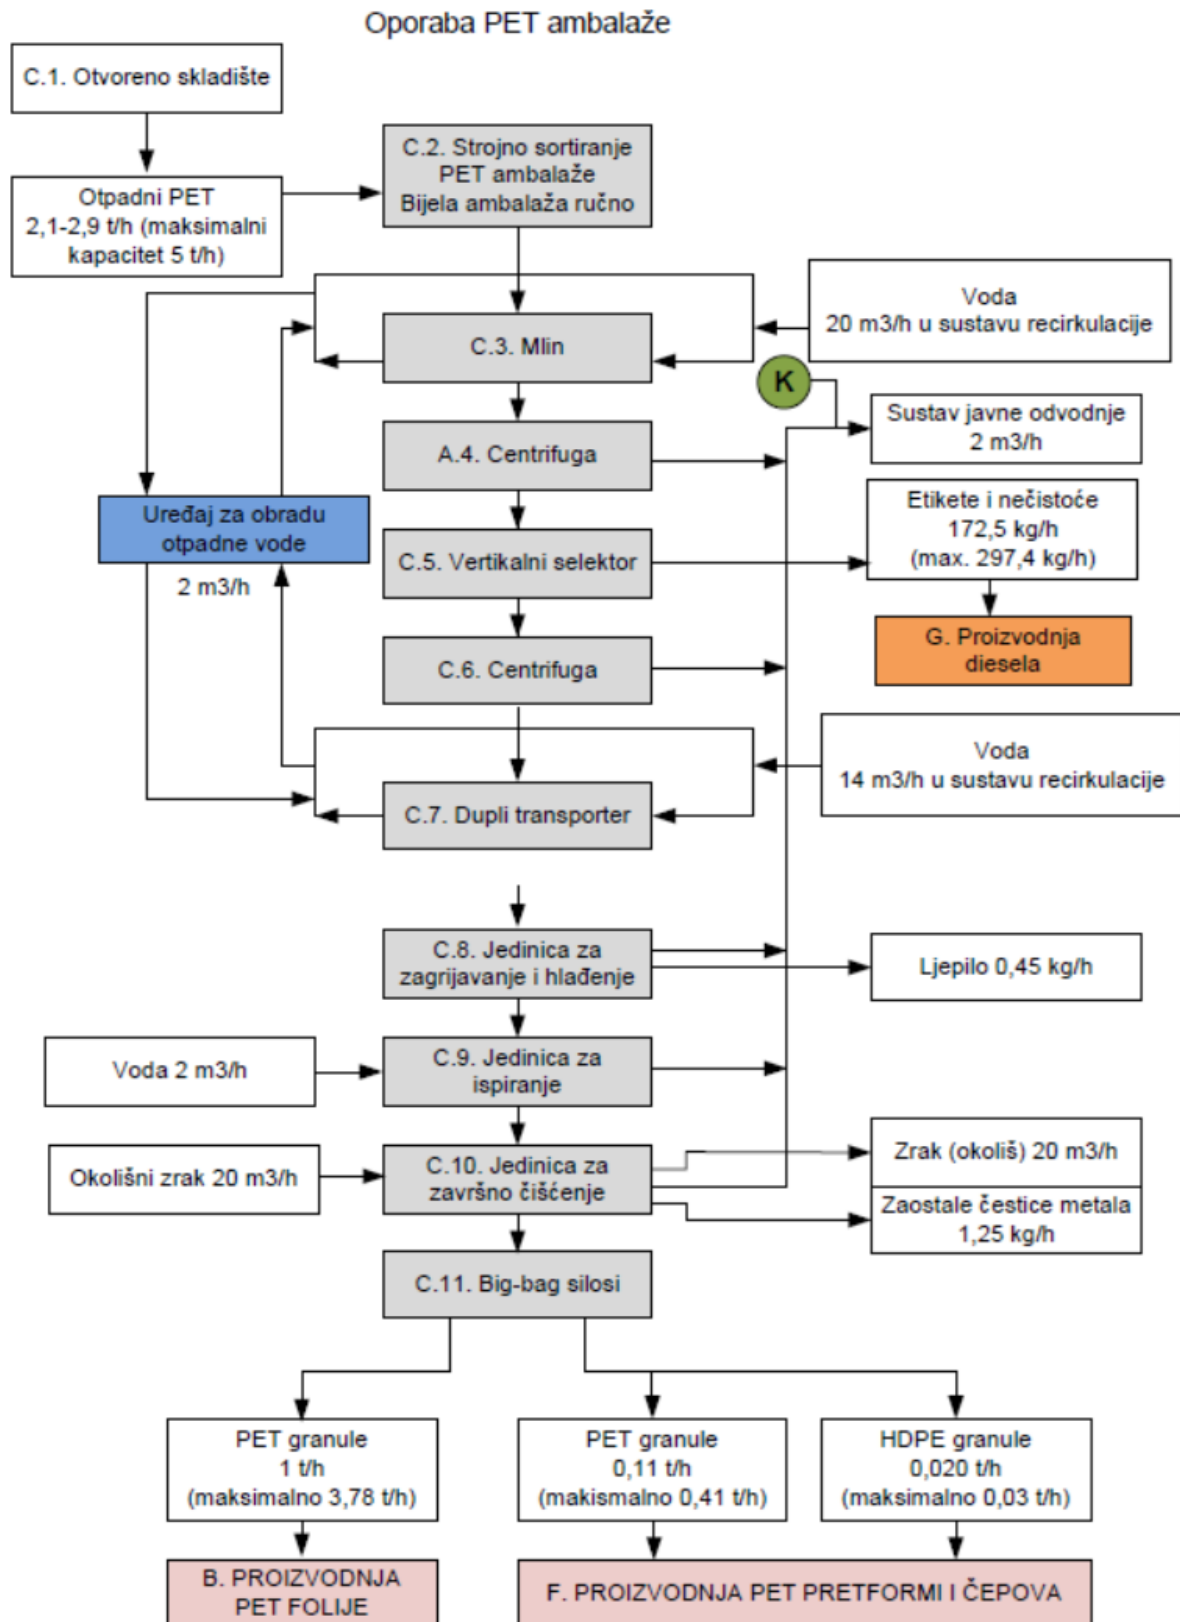 Oporaba PET ambalaže
C.1. Otvoreno skladište
C.2. Strojno sortiranje
PET ambalaže
Bijela ambalaža ručno
Otpadni PET
2,1-2,9 t/h (maksimalni
kapacitet 5 t/h)
Voda
20 m3/h u sustavu recirkulacije
C.3. Mlin
K
Sustav javne odvodnje
2 m3/h
A.4. Centrifuga
Etikete i nečistoće
172,5 kg/h
(max. 297,4 kg/h)
Uređaj za obradu
otpadne vode
2 m3/h
C.5. Vertikalni selektor
G. Proizvodnja
diesela
C.6. Centrifuga
Voda
14 m3/h u sustavu recirkulacije
C.7. Dupli transporter
C.8. Jedinica za
zagrijavanje i hlađenje
Ljepilo 0,45 kg/h
Voda 2 m3/h
C.9. Jedinica za
ispiranje
Okolišni zrak 20 m3/h
C.10. Jedinica za
završno čišćenje
Zrak (okoliš) 20 m3/h
Zaostale čestice metala
1,25 kg/h
C.11. Big-bag silosi
PET granule
1 t/h
(maksimalno 3,78 t/h)
PET granule
0,11 t/h
(makismalno 0,41 t/h)
HDPE granule
0,020 t/h
(maksimalno 0,03 t/h)
B. PROIZVODNJA
PET FOLIJE
F. PROIZVODNJA PET PRETFORMI I ČEPOVA